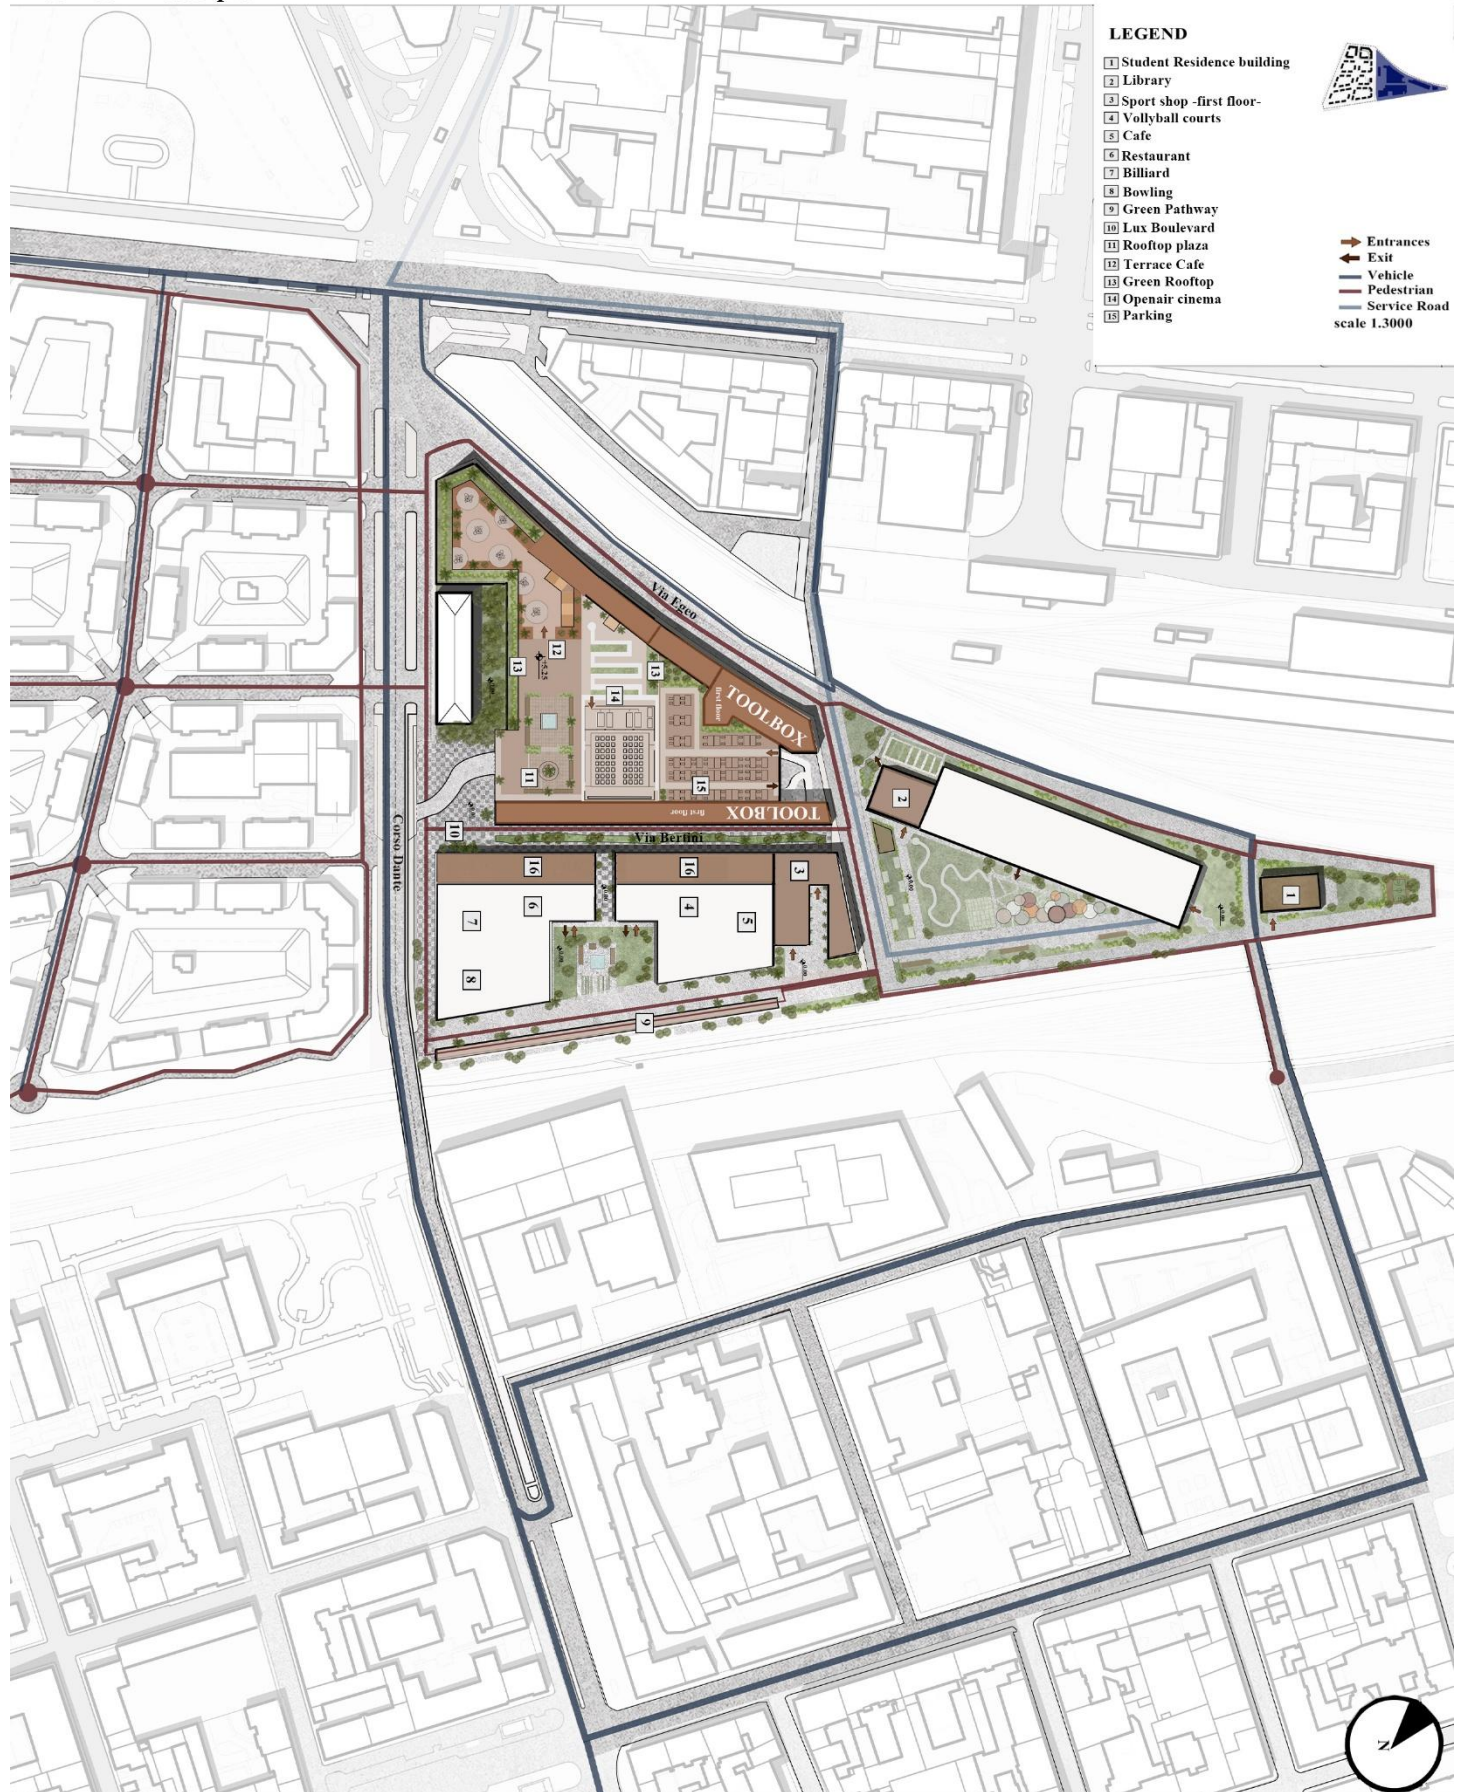 LEGEND
1 Student Residence building
2 Library
3 Sport shop -first floor-
4 Vollyball courts
5 Cafe
6 Restaurant
7 Billiard
8 Bowling
9 Green Pathway
10 Lux Boulevard
11 Rooftop plaza
12 Terrace Cafe
13 Green Rooftop
14 Openair cinema
15 Parking
Entrances
Exit
Vehicle
Pedestrian
Service Road
scale 1.3000
Via Egeo
12
13
+5.25
13
14
first floor
TOOLBOX
11
15
2
TOOLBOX
first floor
10
Via Bertini
Corso Dante
16
16
3
1
6
4
5
7
8
9
N